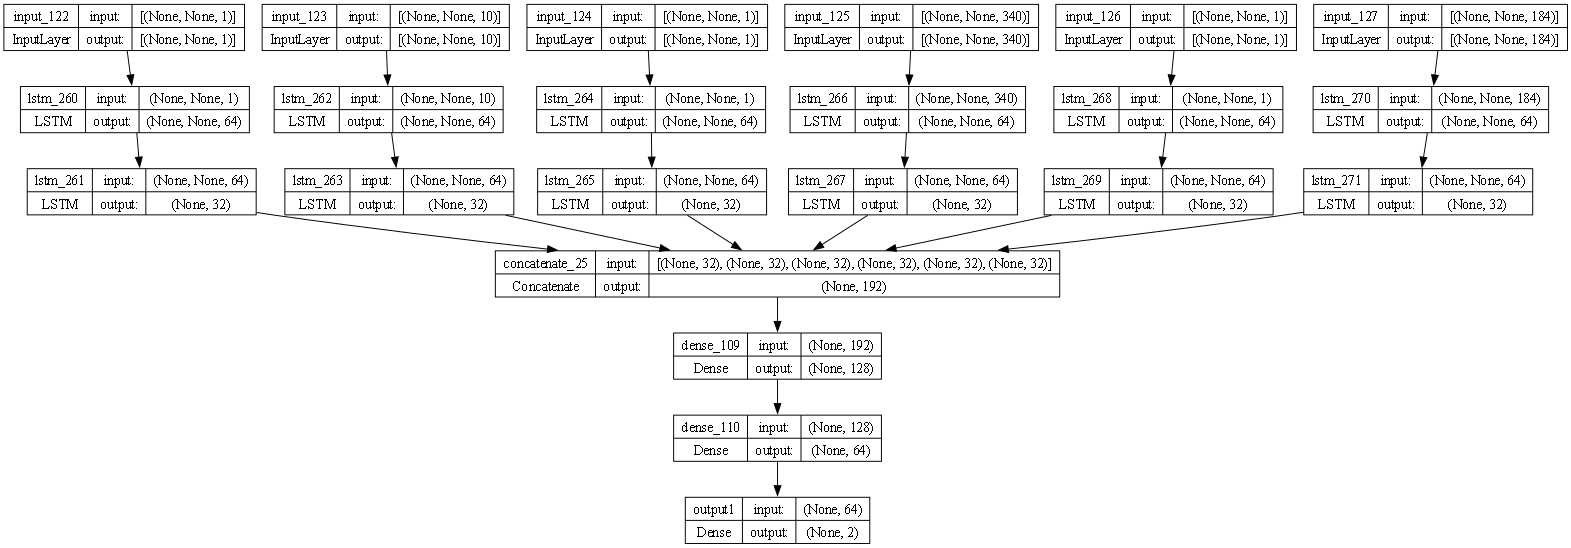 input_122 input: [(None, None, 1)]
InputLayer output: [(None, None, 1)]
input_123 input: [(None, None, 10)]
InputLayer output: [(None, None, 10)]
input_124 input: [(None, None, 1)]
InputLayer output: [(None, None, 1)]
input_125 input: [(None, None, 340)]
InputLayer output: [(None, None, 340)]
input_126 input: [(None, None, 1)]
InputLayer output: [(None, None, 1)]
input_127 input: [(None, None, 184)]
InputLayer output: [(None, None, 184)]
lstm_260 input: (None, None, 1)
LSTM output: (None, None, 64)
lstm_262 input: (None, None, 10)
LSTM output: (None, None, 64)
lstm_264 input: (None, None, 1)
LSTM output: (None, None, 64)
lstm_266 input: (None, None, 340)
LSTM output: (None, None, 64)
lstm_268 input: (None, None, 1)
LSTM output: (None, None, 64)
lstm_270 input: (None, None, 184)
LSTM output: (None, None, 64)
lstm_261 input: (None, None, 64)
LSTM output: (None, 32)
lstm_263 input: (None, None, 64)
LSTM output: (None, 32)
lstm_265 input: (None, None, 64)
LSTM output: (None, 32)
lstm_267 input: (None, None, 64)
LSTM output: (None, 32)
lstm_269 input: (None, None, 64)
LSTM output: (None, 32)
lstm_271 input: (None, None, 64)
LSTM output: (None, 32)
concatenate_25 input: [(None, 32), (None, 32), (None, 32), (None, 32), (None, 32), (None, 32)]
Concatenate output: (None, 192)
dense_109 input: (None, 192)
Dense output: (None, 128)
dense_110 input: (None, 128)
Dense output: (None, 64)
output1 input: (None, 64)
Dense output: (None, 2)